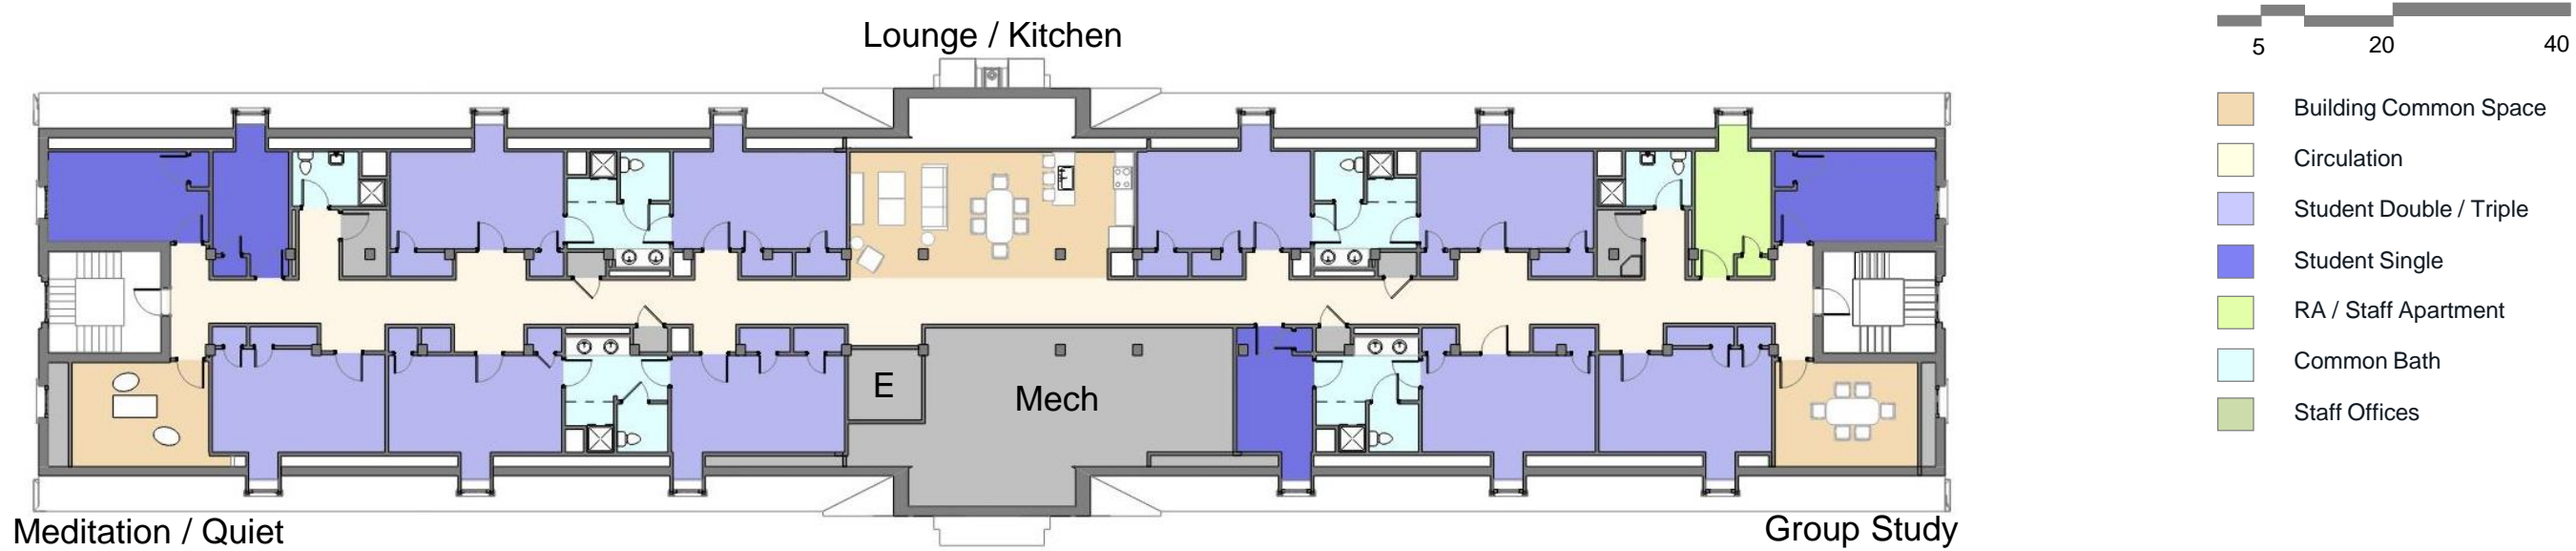 Lounge / Kitchen
5 20 40
Building Common Space
Circulation
Student Double / Triple
Student Single
RA / Staff Apartment
Common Bath
Staff Offices
E
Mech
Meditation / Quiet
Group Study